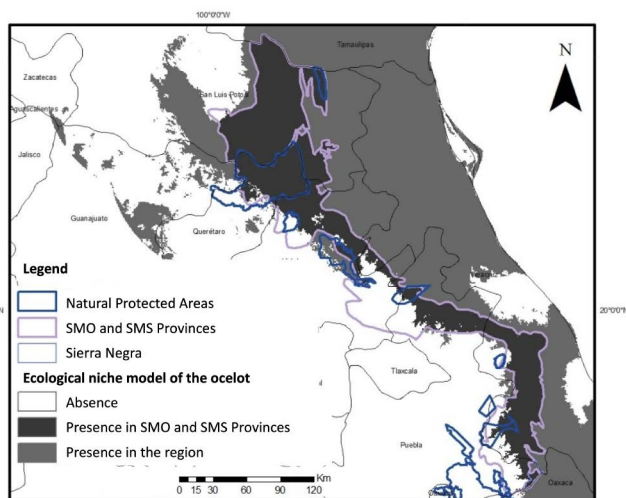 100°0'0"W
Tamaulipas
N
Zacatecas
San Luis Potosí
Aguascalientes
Jalisco
Guanajuato
Querétaro
Legend
Natural Protected Areas
SMO and SMS Provinces
Sierra Negra
Ecological niche model of the ocelot
Absence
Presence in SMO and SMS Provinces
Presence in the region
20°0'0"
Tlaxcala
Puebla
Oaxaca
Km
0 15 30 60 90 120